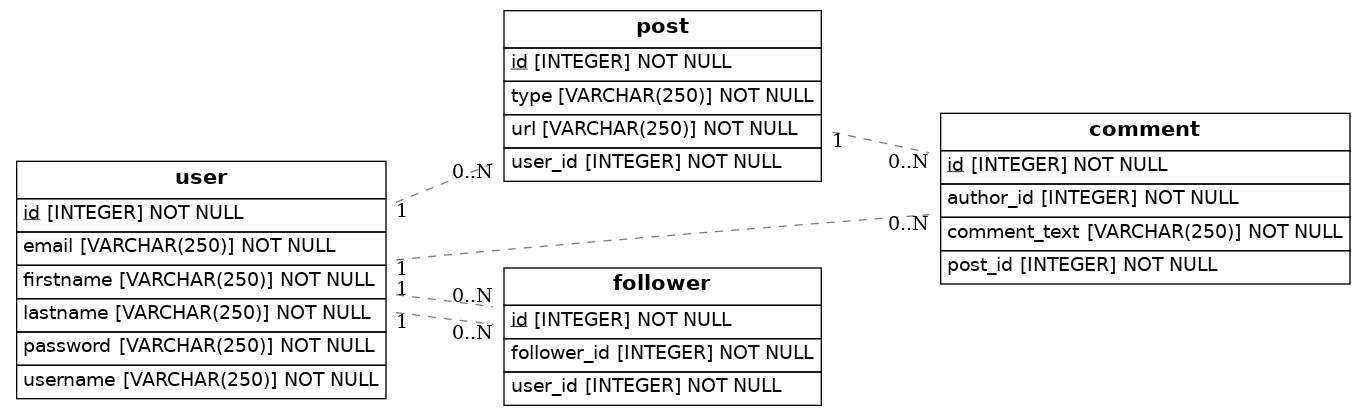 post
id [INTEGER] NOT NULL
type [VARCHAR(250)] NOT NULL
url [VARCHAR(250)] NOT NULL
user_id [INTEGER] NOT NULL
comment
id [INTEGER] NOT NULL
author_id [INTEGER] NOT NULL
comment_text [VARCHAR(250)] NOT NULL
post_id [INTEGER] NOT NULL
user
id [INTEGER] NOT NULL
email [VARCHAR(250)] NOT NULL
firstname [VARCHAR(250)] NOT NULL
lastname [VARCHAR(250)] NOT NULL
password [VARCHAR(250)] NOT NULL
username [VARCHAR(250)] NOT NULL
follower
id [INTEGER] NOT NULL
follower_id [INTEGER] NOT NULL
user_id [INTEGER] NOT NULL
1
0..N
0..N
1
0..N
1
1
0..N
1
0..N